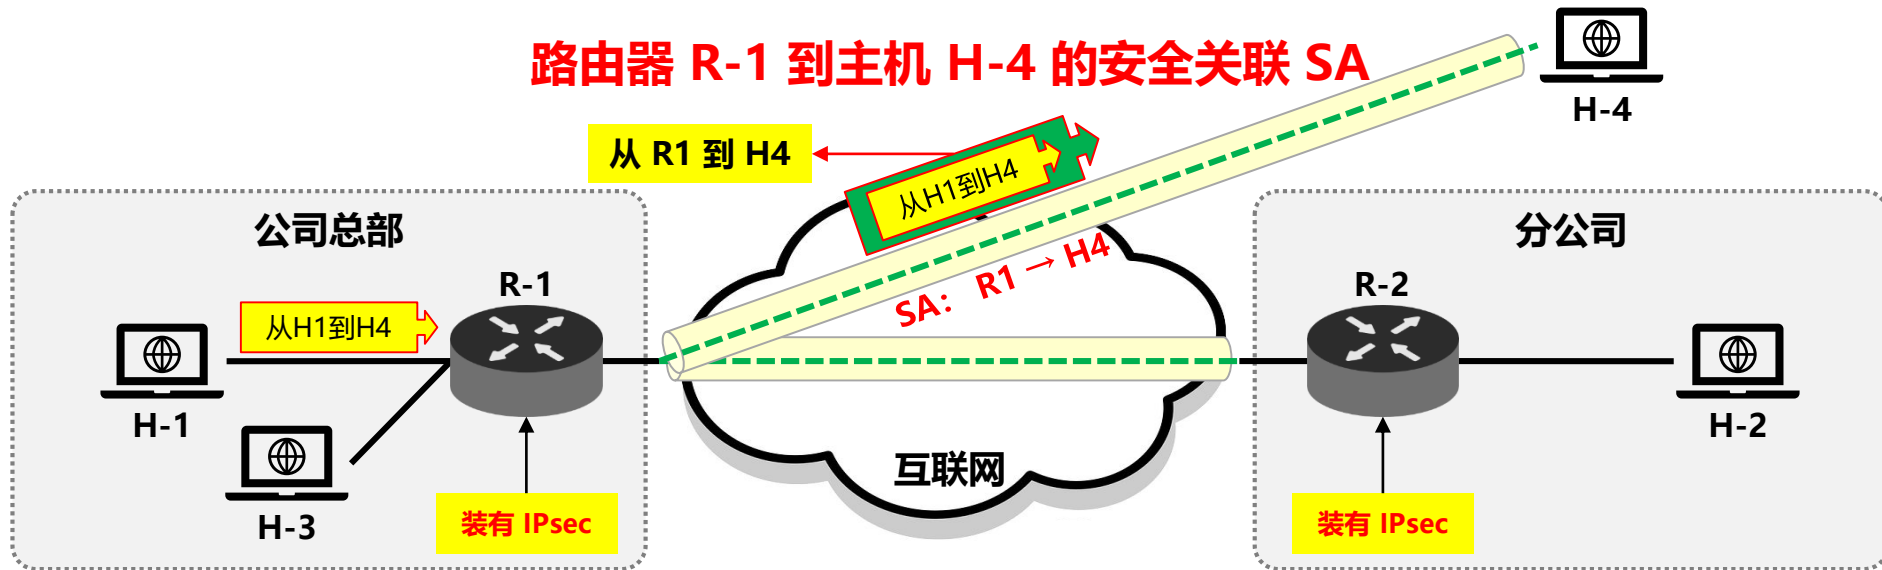 路由器 R-1 到主机 H-4 的安全关联 SA
H-4
从 R1 到 H4
从H1到H4
公司总部
分公司
SA： R1 → H4
R-1
R-2
从H1到H4
H-1
H-2
互联网
H-3
装有 IPsec
装有 IPsec